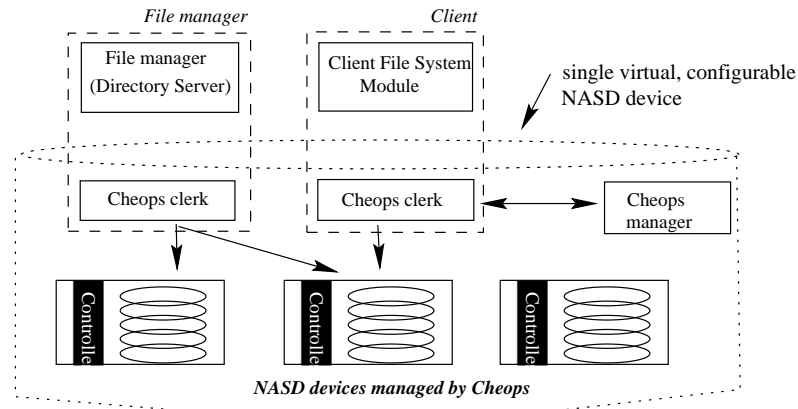 File manager
Client
File manager
(Directory Server)
Client File System
Module
single virtual, configurable
NASD device
Cheops clerk
Cheops clerk
Cheops
manager
Controlle
Controlle
Controlle
NASD devices managed by Cheops